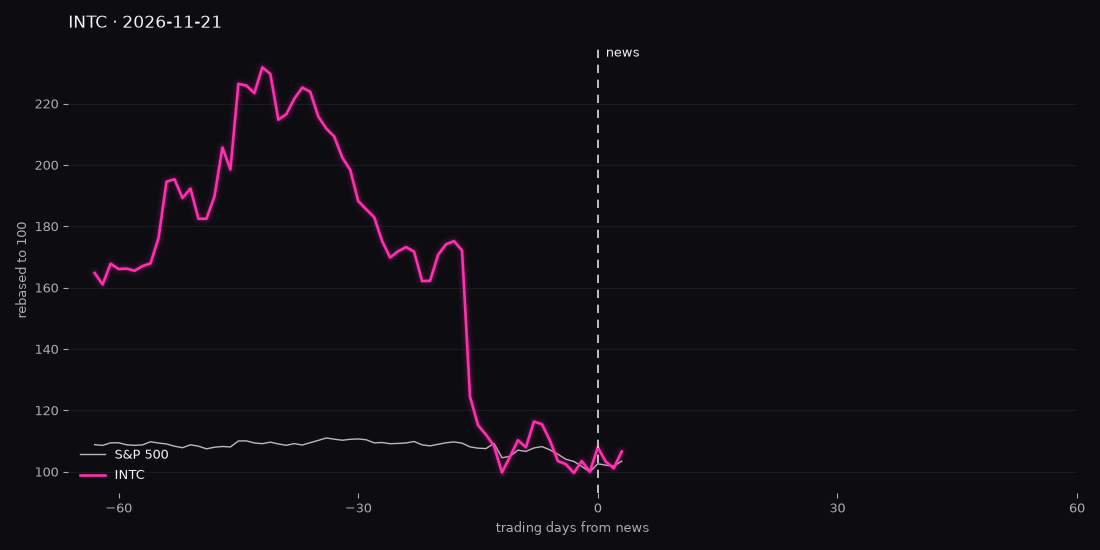 INTC · 2026-11-21
news
220
200
180
160
140
120
100
rebased to 100
S&P 500
INTC
−60
−30
0
30
60
trading days from news